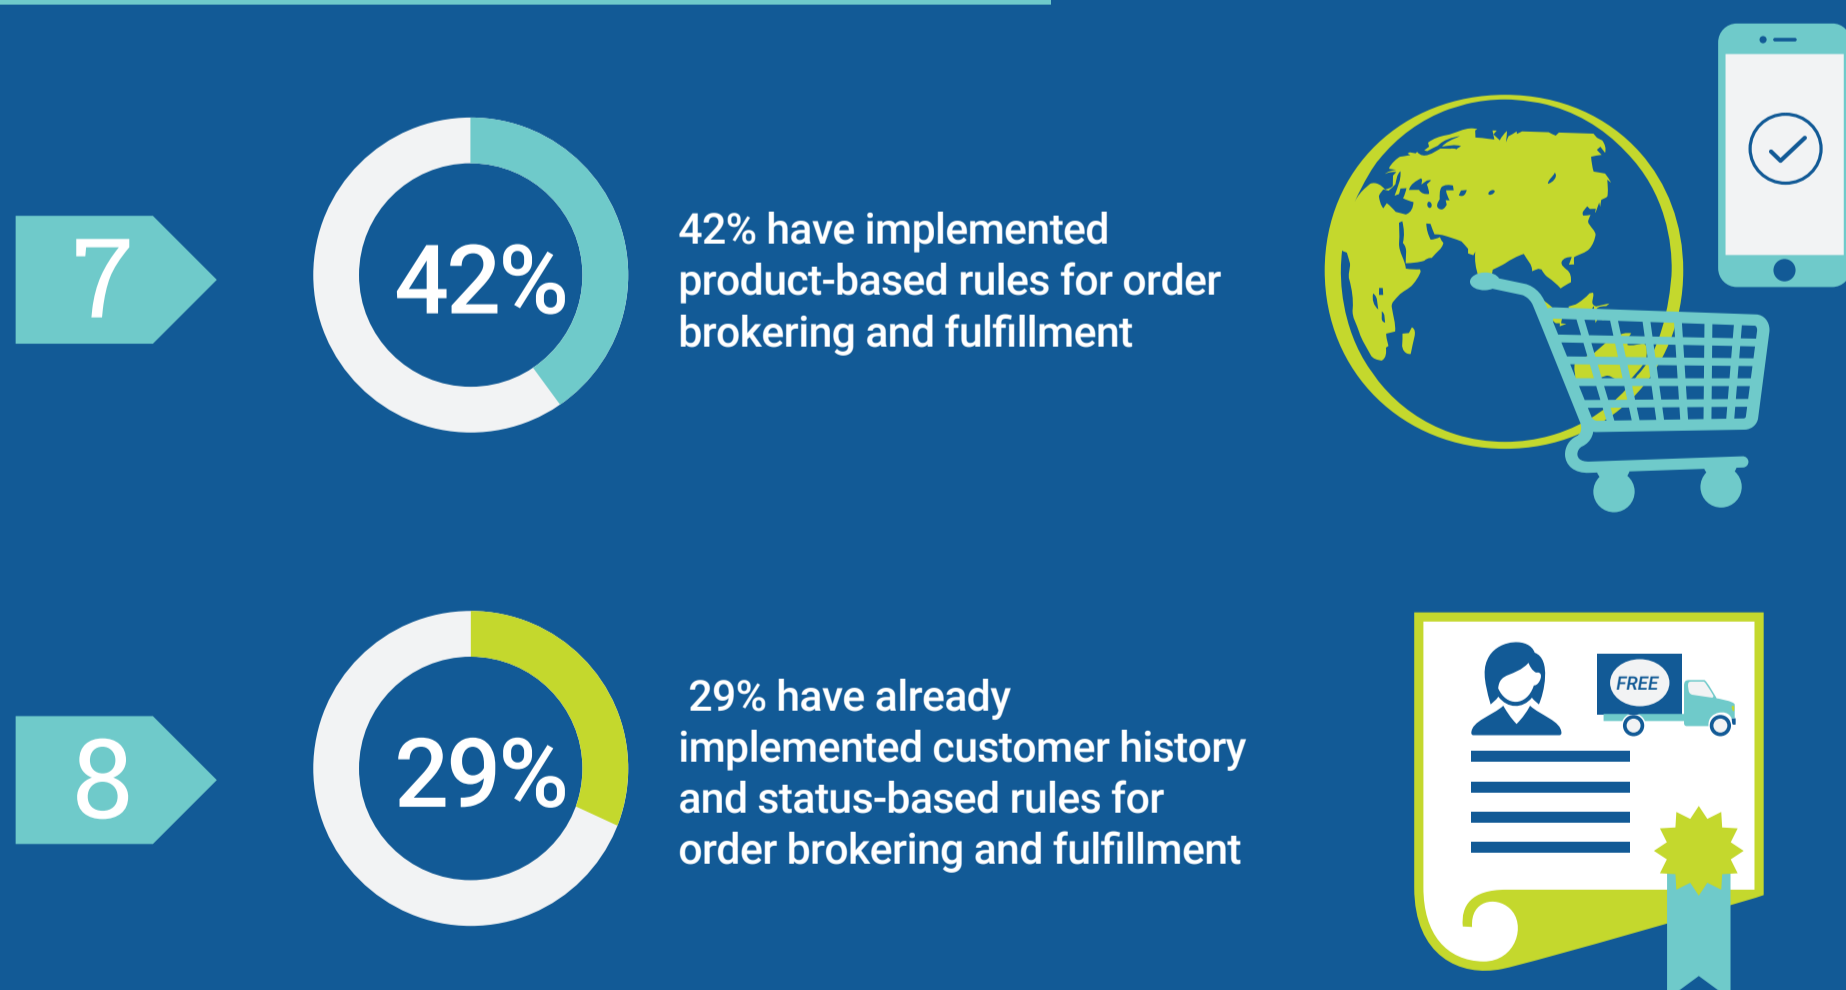 7
42%
42% have implemented
product-based rules for order
brokering and fulfillment
8
29%
29% have already
implemented customer history
and status-based rules for
order brokering and fulfillment
FREE